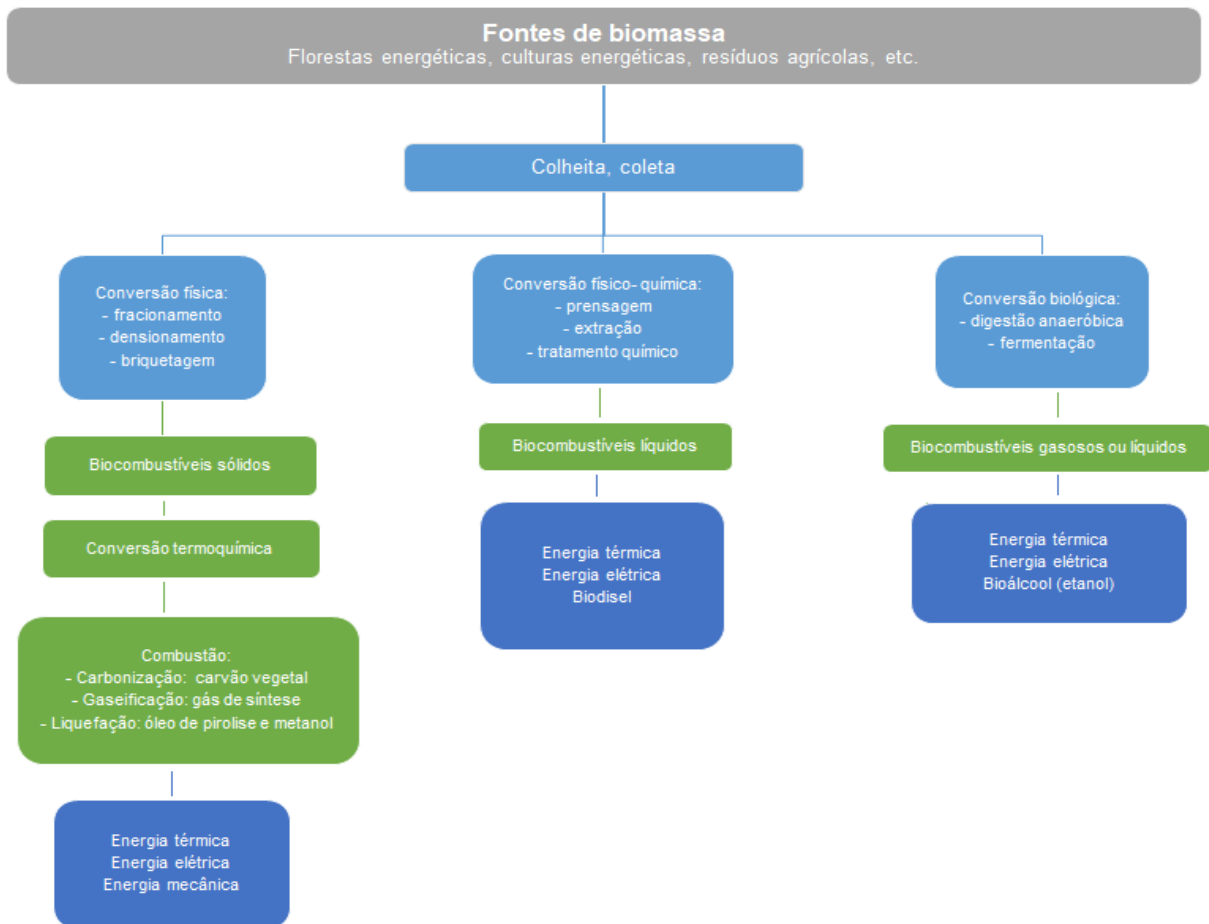 Fontes de biomassa
Florestas energéticas, culturas energéticas, resíduos agrícolas, etc.
Colheita, coleta
Conversão física:
- fracionamento
- densionamento
- briquetagem
Conversão físico- química:
- prensagem
- extração
- tratamento químico
Conversão biológica:
- digestão anaeróbica
- fermentação
Biocombustíveis sólidos
Biocombustíveis líquidos
Biocombustíveis gasosos ou líquidos
Conversão termoquímica
Energia térmica
Energia elétrica
Biodisel
Energia térmica
Energia elétrica
Bioálcool (etanol)
Combustão:
- Carbonização: carvão vegetal
- Gaseificação: gás de síntese
- Liquefação: óleo de pirolise e metanol
Energia térmica
Energia elétrica
Energia mecânica